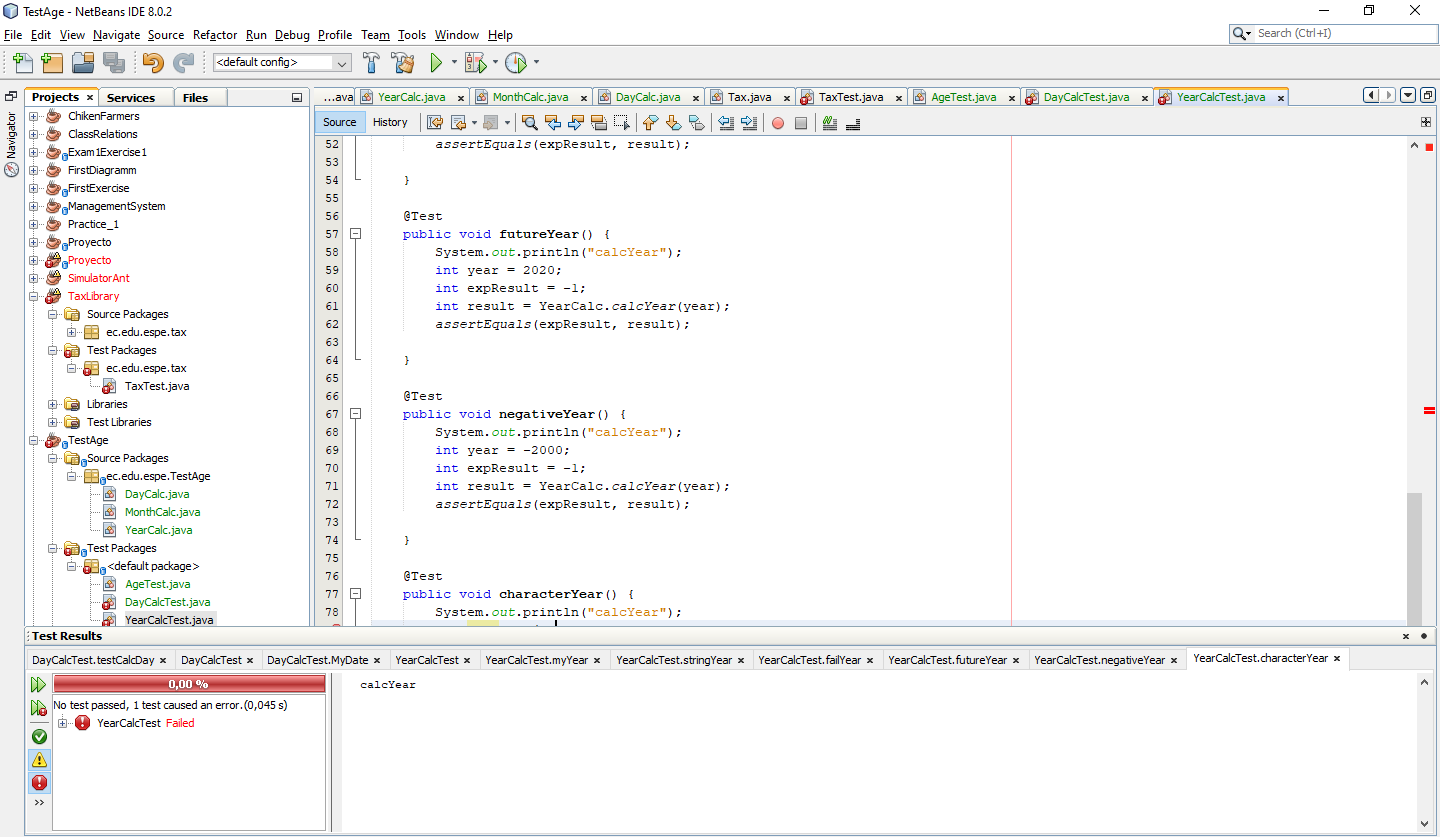 TestAge - NetBeans IDE 8.0.2
File Edit View Navigate Source Refactor Run Debug Profile Team Tools Window Help
Search (Ctrl+I)
<default config>
Projects Services Files
Navigator
ChikenFarmers
ClassRelations
Exam1Exercise1
FirstDiagramm
FirstExercise
ManagementSystem
Practice_1
Proyecto
Proyecto
SimulatorAnt
TaxLibrary
Source Packages
ec.edu.espe.tax
Test Packages
ec.edu.espe.tax
TaxTest.java
Libraries
Test Libraries
TestAge
Source Packages
ec.edu.espe.TestAge
DayCalc.java
MonthCalc.java
YearCalc.java
Test Packages
<default package>
AgeTest.java
DayCalcTest.java
YearCalcTest.java
...ava YearCalc.java MonthCalc.java DayCalc.java Tax.java TaxTest.java AgeTest.java DayCalcTest.java YearCalcTest.java
Source History
52 assertEquals(expResult, result);
53
54 }
55
56 @Test
57 public void futureYear() {
58 System.out.println("calcYear");
59 int year = 2020;
60 int expResult = -1;
61 int result = YearCalc.calcYear(year);
62 assertEquals(expResult, result);
63
64 }
65
66 @Test
67 public void negativeYear() {
68 System.out.println("calcYear");
69 int year = -2000;
70 int expResult = -1;
71 int result = YearCalc.calcYear(year);
72 assertEquals(expResult, result);
73
74 }
75
76 @Test
77 public void characterYear() {
78 System.out.println("calcYear");
Test Results
DayCalcTest.testCalcDay DayCalcTest DayCalcTest.MyDate YearCalcTest YearCalcTest.myYear YearCalcTest.stringYear YearCalcTest.failYear YearCalcTest.futureYear YearCalcTest.negativeYear YearCalcTest.characterYear
0,00 %
No test passed, 1 test caused an error.(0,045 s)
YearCalcTest Failed
calcYear